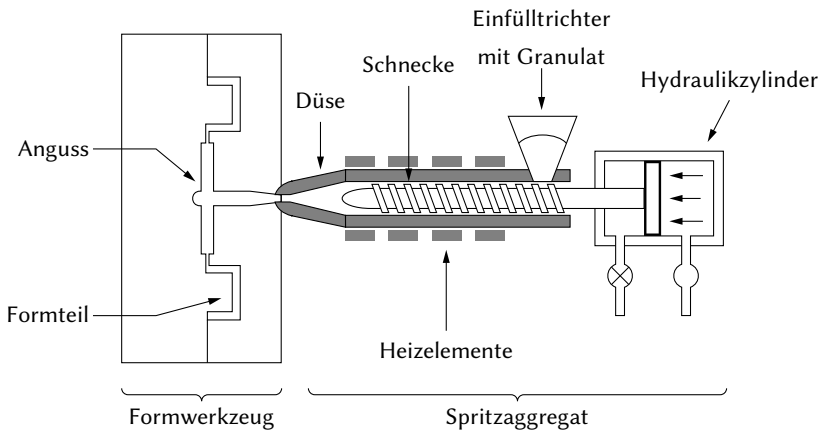 Einfülltrichter
mit Granulat
Schnecke
Hydraulikzylinder
Düse
Anguss
Formteil
Heizelemente
Formwerkzeug
Spritzaggregat